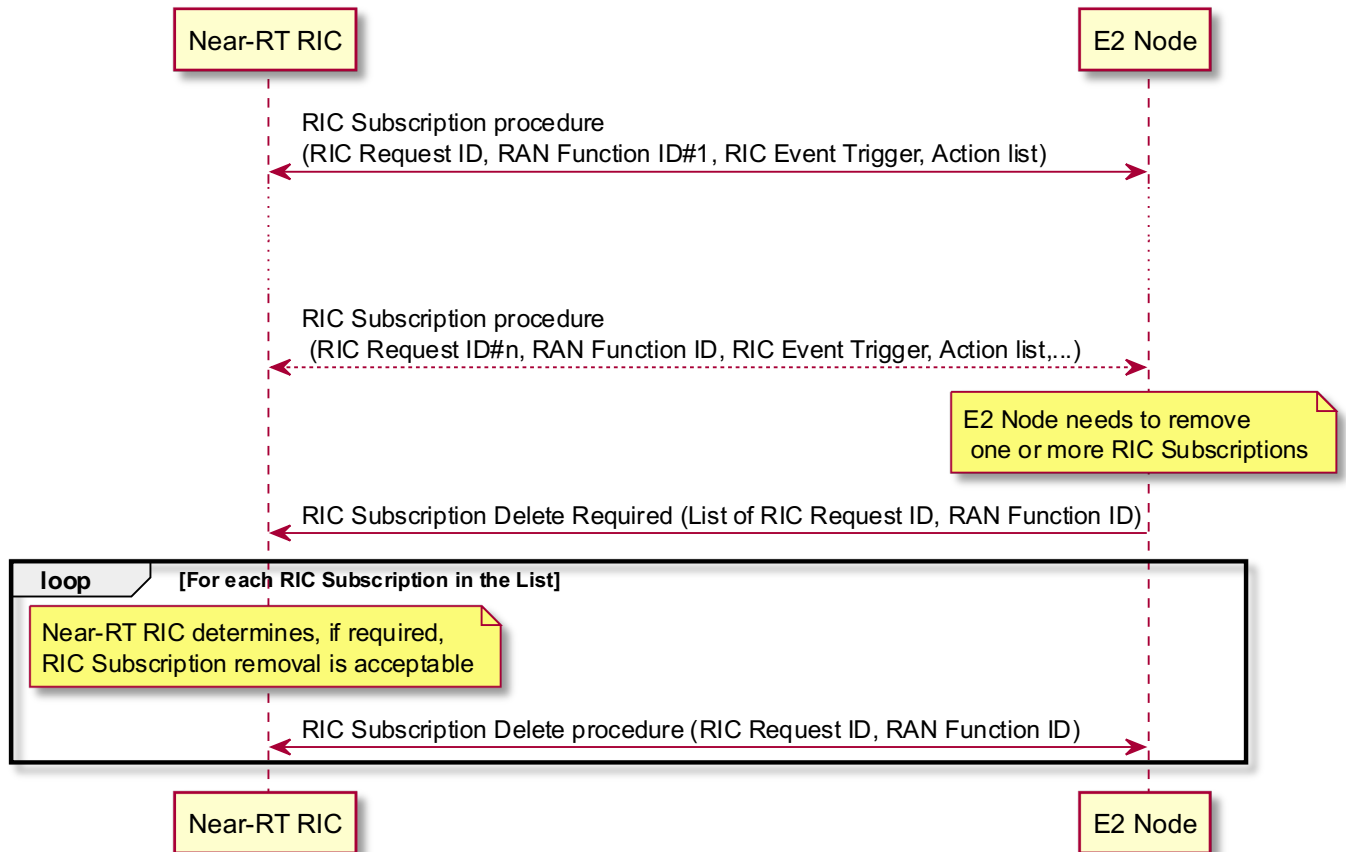 Near-RT RIC
E2 Node
RIC Subscription procedure
(RIC Request ID, RAN Function ID#1, RIC Event Trigger, Action list)
RIC Subscription procedure
(RIC Request ID#n, RAN Function ID, RIC Event Trigger, Action list,...)
E2 Node needs to remove
one or more RIC Subscriptions
RIC Subscription Delete Required (List of RIC Request ID, RAN Function ID)
loop
[For each RIC Subscription in the List]
Near-RT RIC determines, if required,
RIC Subscription removal is acceptable
RIC Subscription Delete procedure (RIC Request ID, RAN Function ID)
Near-RT RIC
E2 Node